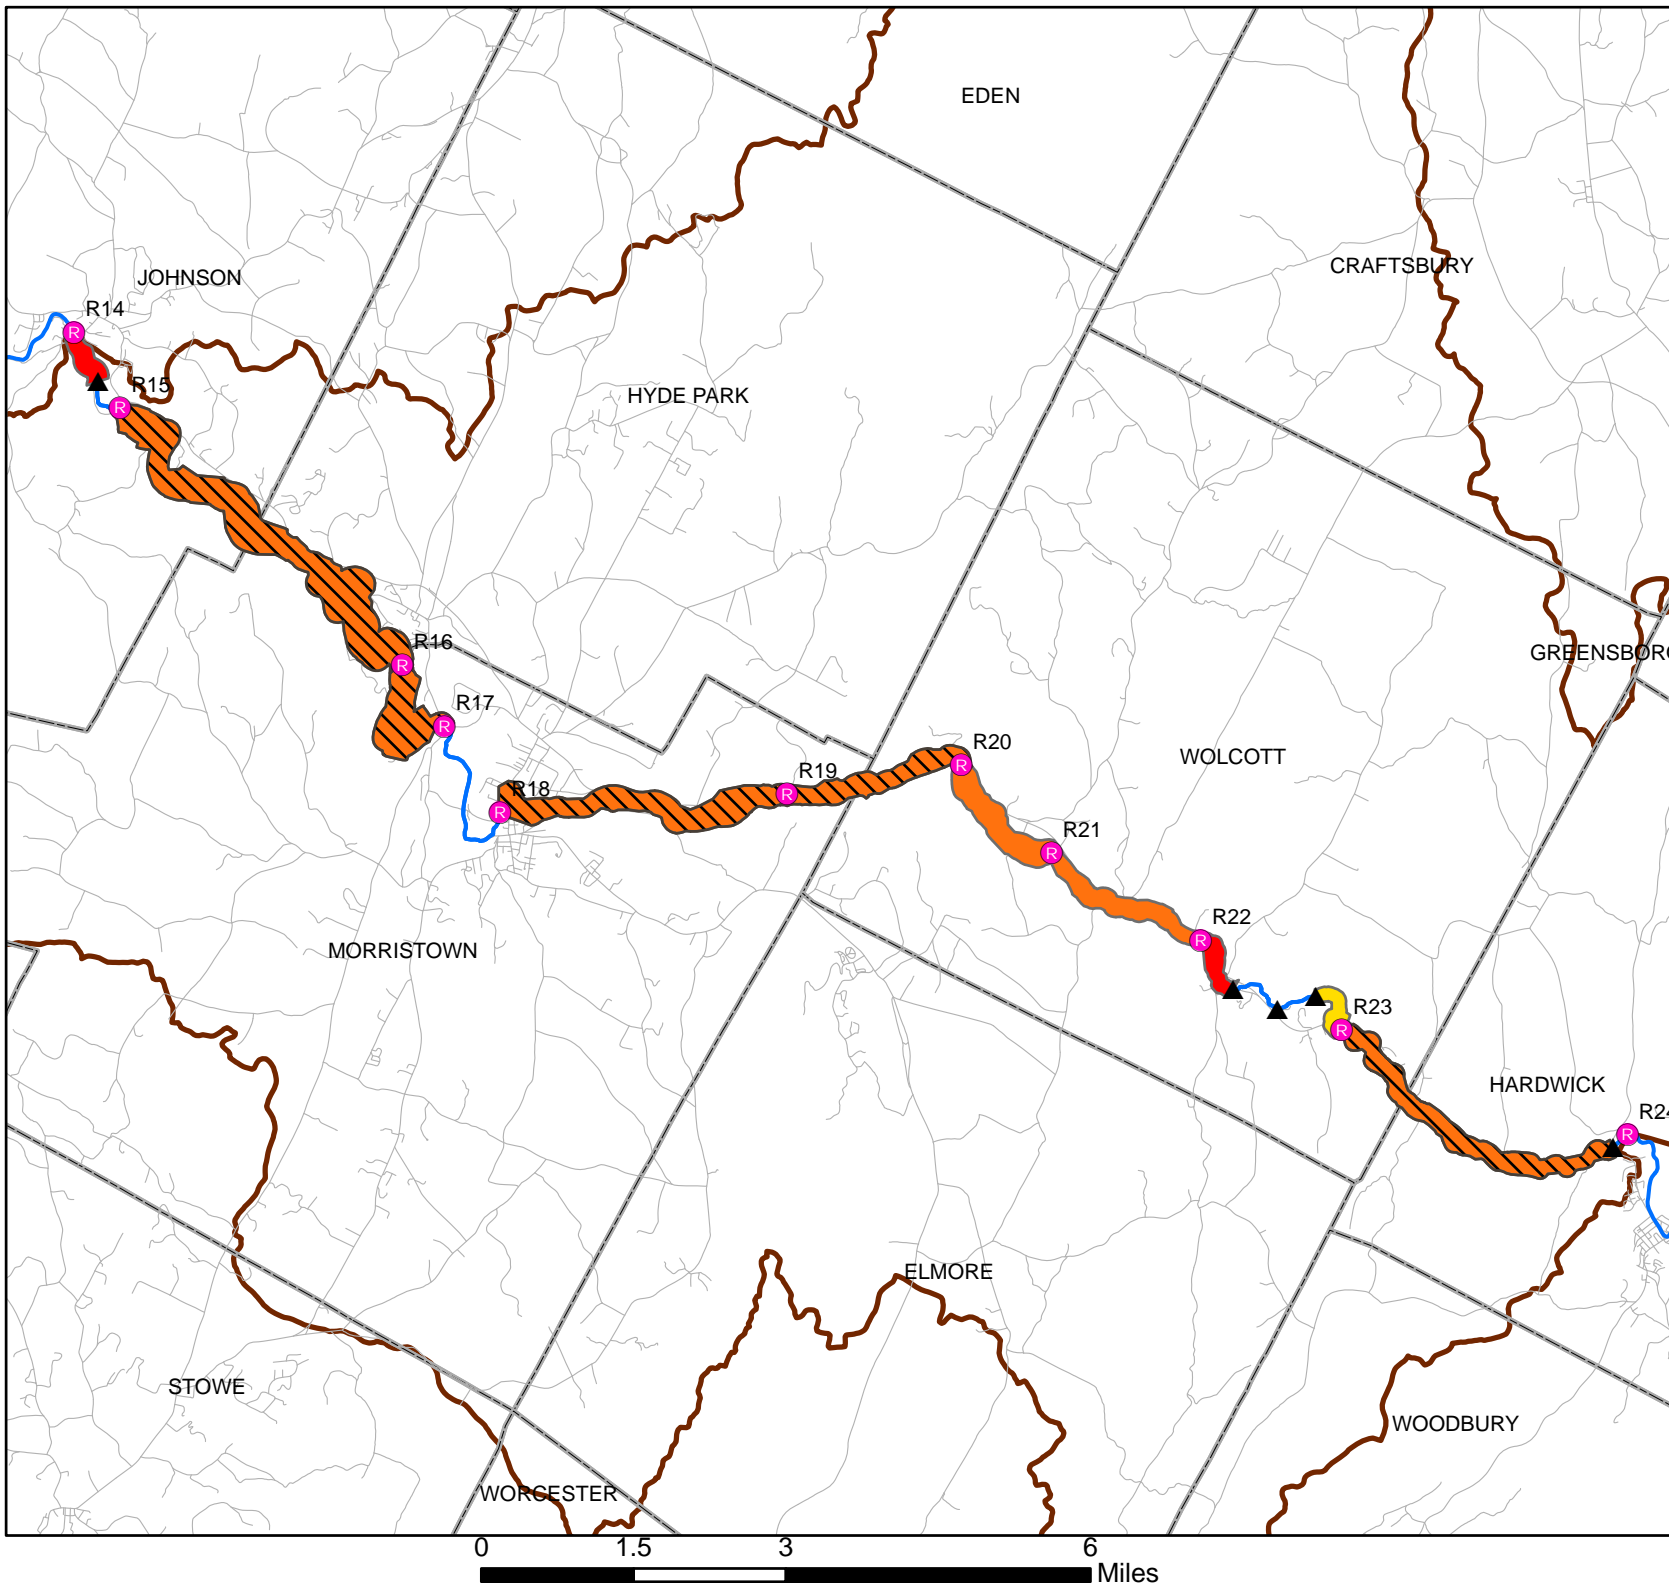 EDEN
CRAFTSBURY
JOHNSON
R14
R
R15
R
HYDE PARK
R16
R
GREENSBORO
R17
R
R20
R
WOLCOTT
R19
R
R18
R
R21
R
R22
R
MORRISTOWN
R23
R
HARDWICK
R24
R
ELMORE
STOWE
WOODBURY
WORCESTER
0 1.5 3 6
Miles